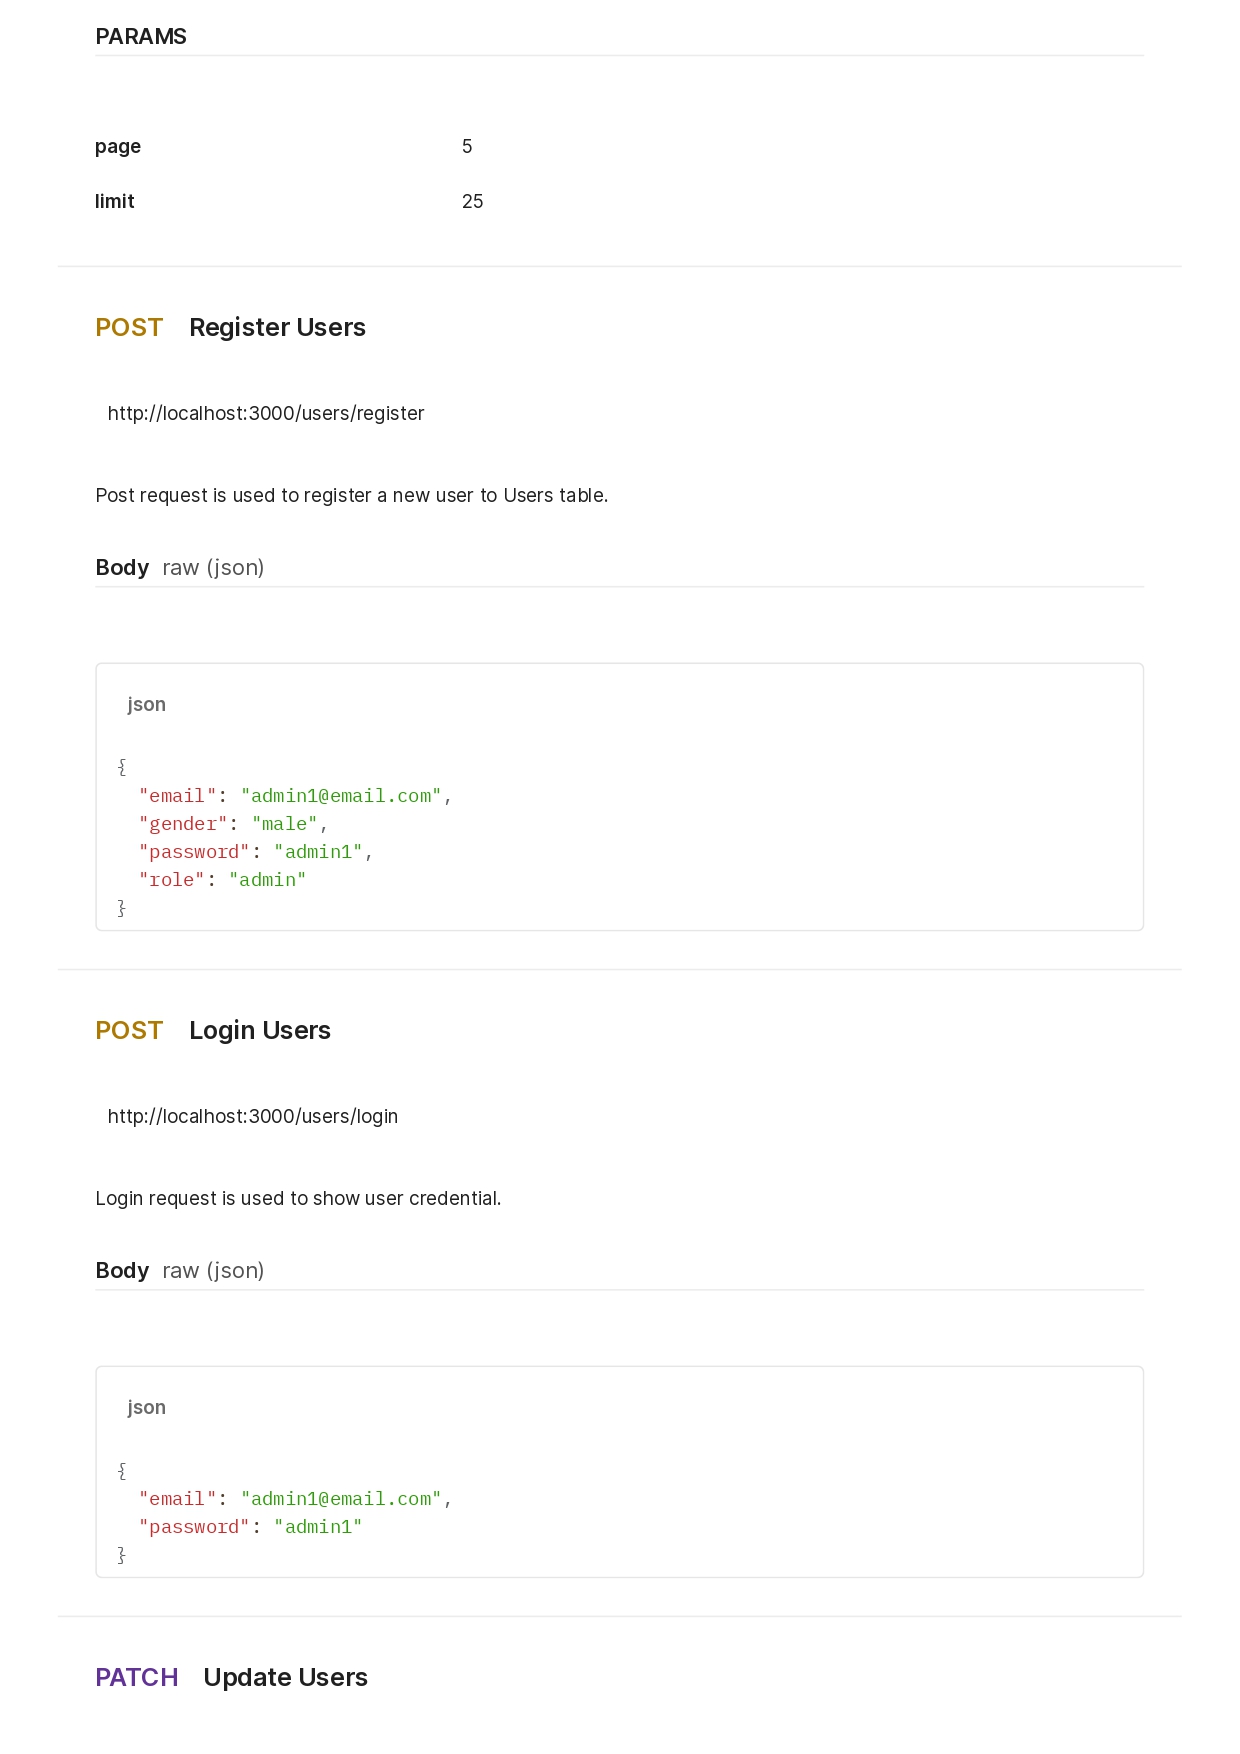 PARAMS
page 5
limit 25
POST Register Users
http://localhost:3000/users/register
Post request is used to register a new user to Users table.
Body raw (json)
json
{
  "email": "admin1@email.com",
  "gender": "male",
  "password": "admin1",
  "role": "admin"
}
POST Login Users
http://localhost:3000/users/login
Login request is used to show user credential.
Body raw (json)
json
{
  "email": "admin1@email.com",
  "password": "admin1"
}
PATCH Update Users